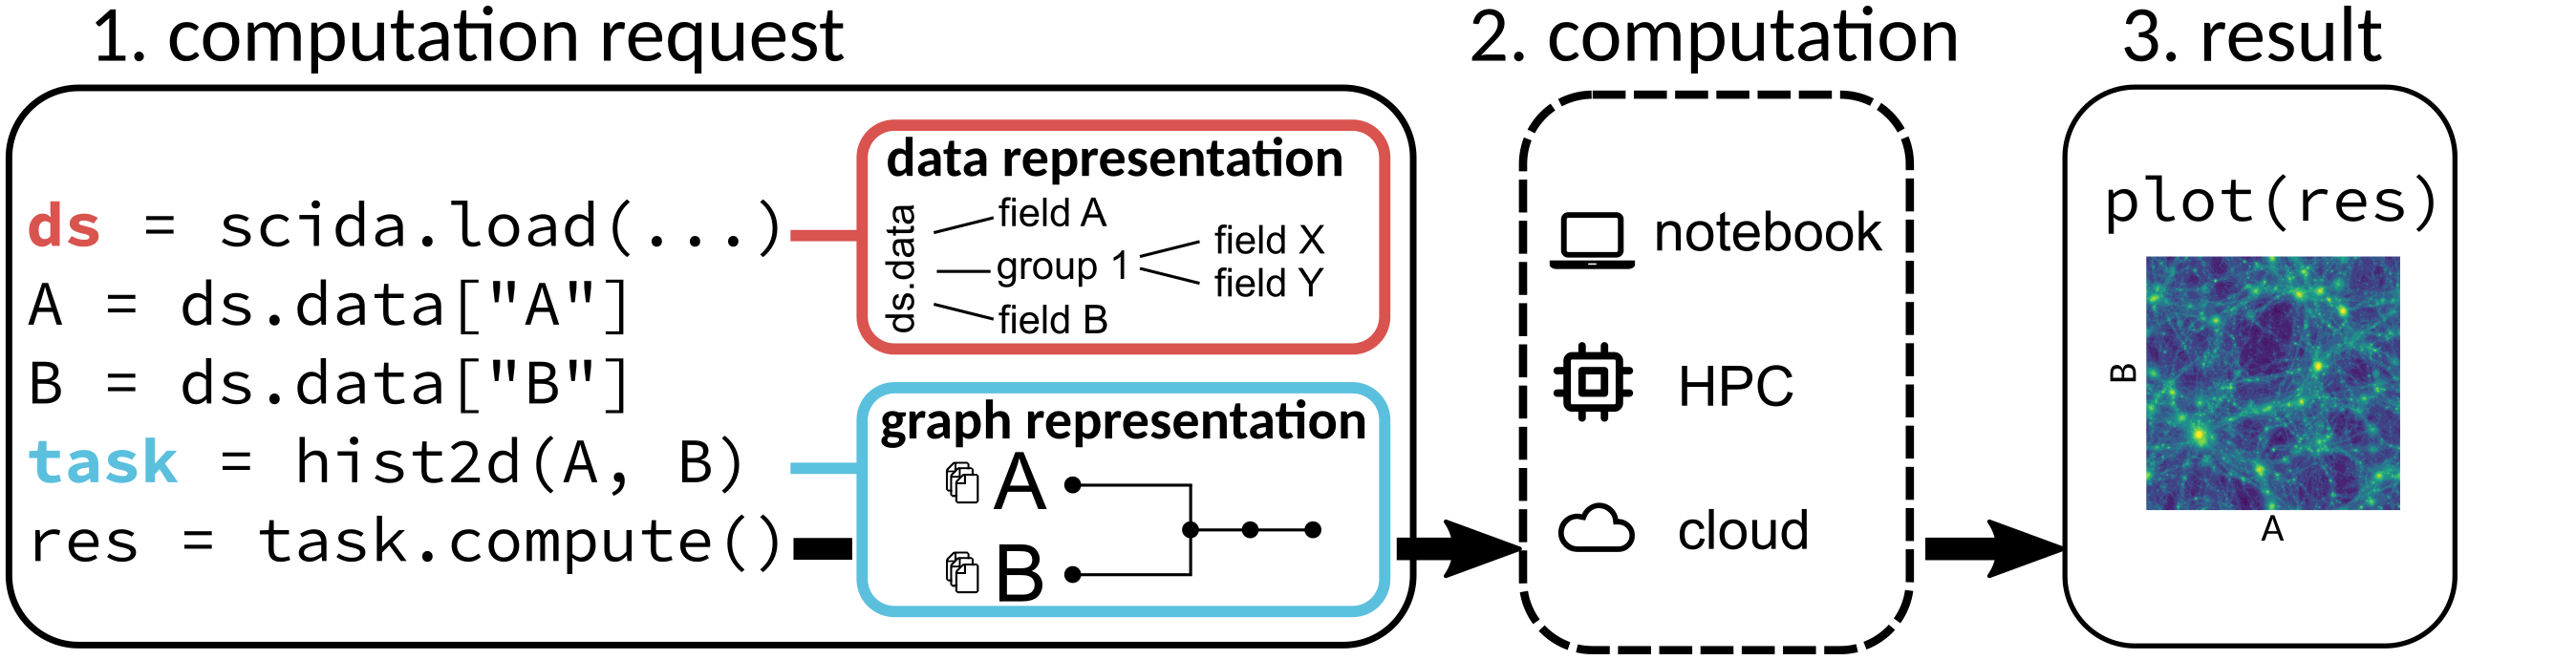 1. computation request
ds = scida.load(...)
A = ds.data["A"]
B = ds.data["B"]
task = hist2d(A, B)
res = task.compute()
data representation
ds.data
field A
group 1
field B
field X
field Y
graph representation
A
B
2. computation
notebook
HPC
cloud
3. result
plot(res)
B
A